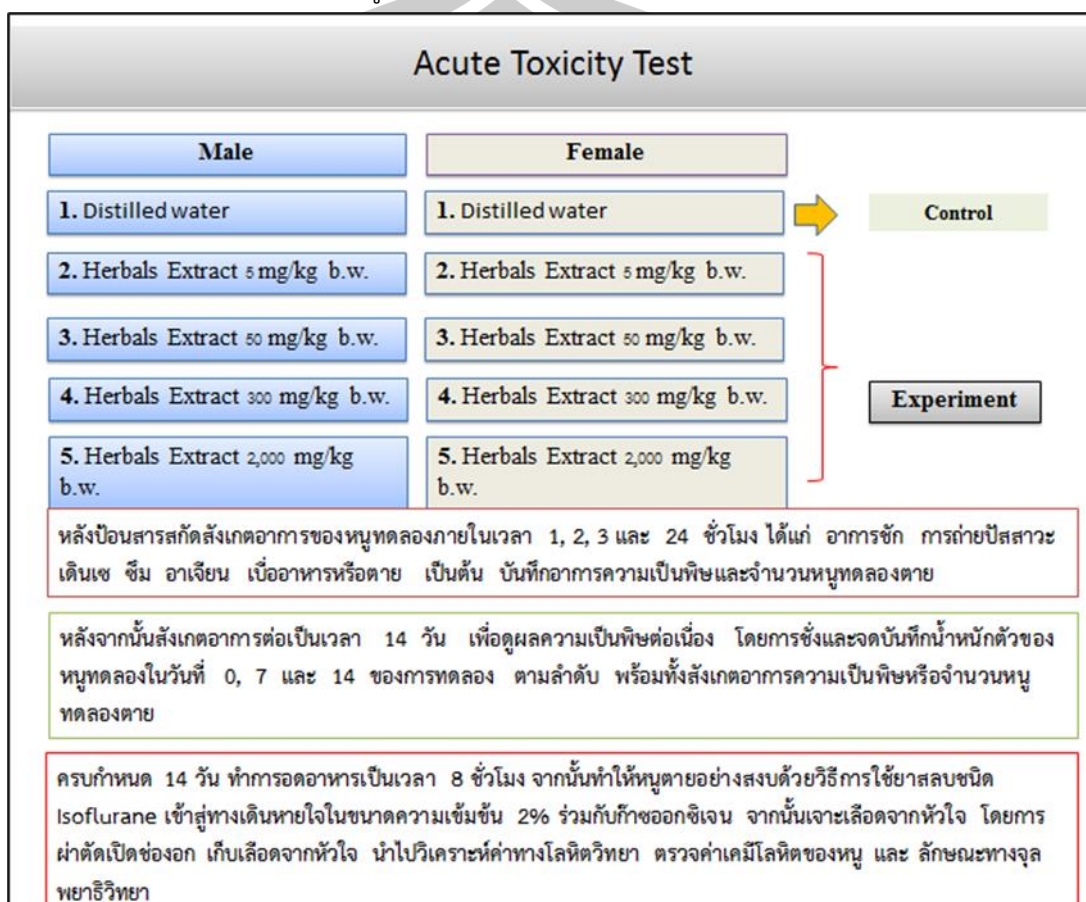 Acute Toxicity Test
Male
Female
1. Distilled water
1. Distilled water
Control
2. Herbals Extract 5 mg/kg b.w.
2. Herbals Extract 5 mg/kg b.w.
3. Herbals Extract 50 mg/kg b.w.
3. Herbals Extract 50 mg/kg b.w.
4. Herbals Extract 300 mg/kg b.w.
4. Herbals Extract 300 mg/kg b.w.
Experiment
5. Herbals Extract 2,000 mg/kg
b.w.
5. Herbals Extract 2,000 mg/kg
b.w.
หลังป้อนสารสกัดสังเกตอาการของหนูทดลองภายในเวลา 1, 2, 3 และ 24 ชั่วโมง ได้แก่ อาการชัก การถ่ายปัสสาวะ
เดินเซ ซึม อาเจียน เบื่ออาหารหรือตาย เป็นต้น บันทึกอาการความเป็นพิษและจำนวนหนูทดลองตาย
หลังจากนั้นสังเกตอาการต่อเป็นเวลา 14 วัน เพื่อดูผลความเป็นพิษต่อเนื่อง โดยการชั่งและจดบันทึกน้ำหนักตัวของ
หนูทดลองในวันที่ 0, 7 และ 14 ของการทดลอง ตามลำดับ พร้อมทั้งสังเกตอาการความเป็นพิษหรือจำนวนหนู
ทดลองตาย
ครบกำหนด 14 วัน ทำการอดอาหารเป็นเวลา 8 ชั่วโมง จากนั้นทำให้หนูตายอย่างสงบด้วยวิธีการใช้ยาสลบชนิด
Isoflurane เข้าสู่ทางเดินหายใจในขนาดความเข้มข้น 2% ร่วมกับก๊าซออกซิเจน จากนั้นเจาะเลือดจากหัวใจ โดยการ
ผ่าตัดเปิดช่องอก เก็บเลือดจากหัวใจ นำไปวิเคราะห์ค่าทางโลหิตวิทยา ตรวจค่าเคมีโลหิตของหนู และ ลักษณะทางจุล
พยาธิวิทยา